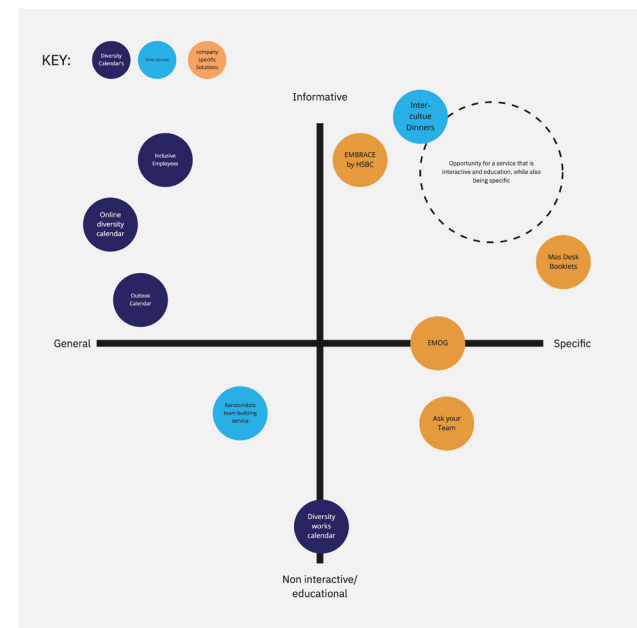 KEY:
Diversity
Calendar's
Other Services
company
specific
Solutions
Informative
Inter-
cultue
Dinners
EMBRACE
by HSBC
Inclusive
Employees
Opportunity for a service that is
interactive and education, while also
being specific
Online
diversity
calendar
Mas Desk
Booklets
Outlook
Calendar
General
EMOG
Specific
Randomdots
team building
service
Ask your
Team
Diversity
works
calendar
Non interactive/
educational